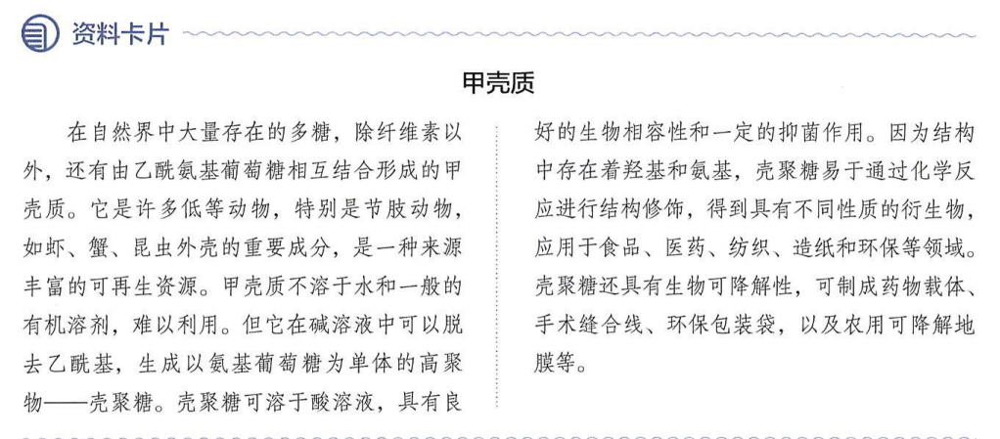 资料卡片
甲壳质
在自然界中大量存在的多糖，除纤维素以
外，还有由乙酰氨基葡萄糖相互结合形成的甲
壳质。它是许多低等动物，特别是节肢动物，
如虾、蟹、昆虫外壳的重要成分，是一种来源
丰富的可再生资源。甲壳质不溶于水和一般的
有机溶剂，难以利用。但它在碱溶液中可以脱
去乙酰基，生成以氨基葡萄糖为单体的高聚
物——壳聚糖。壳聚糖可溶于酸溶液，具有良
好的生物相容性和一定的抑菌作用。因为结构
中存在着羟基和氨基，壳聚糖易于通过化学反
应进行结构修饰，得到具有不同性质的衍生物，
应用于食品、医药、纺织、造纸和环保等领域。
壳聚糖还具有生物可降解性，可制成药物载体、
手术缝合线、环保包装袋，以及农用可降解地
膜等。